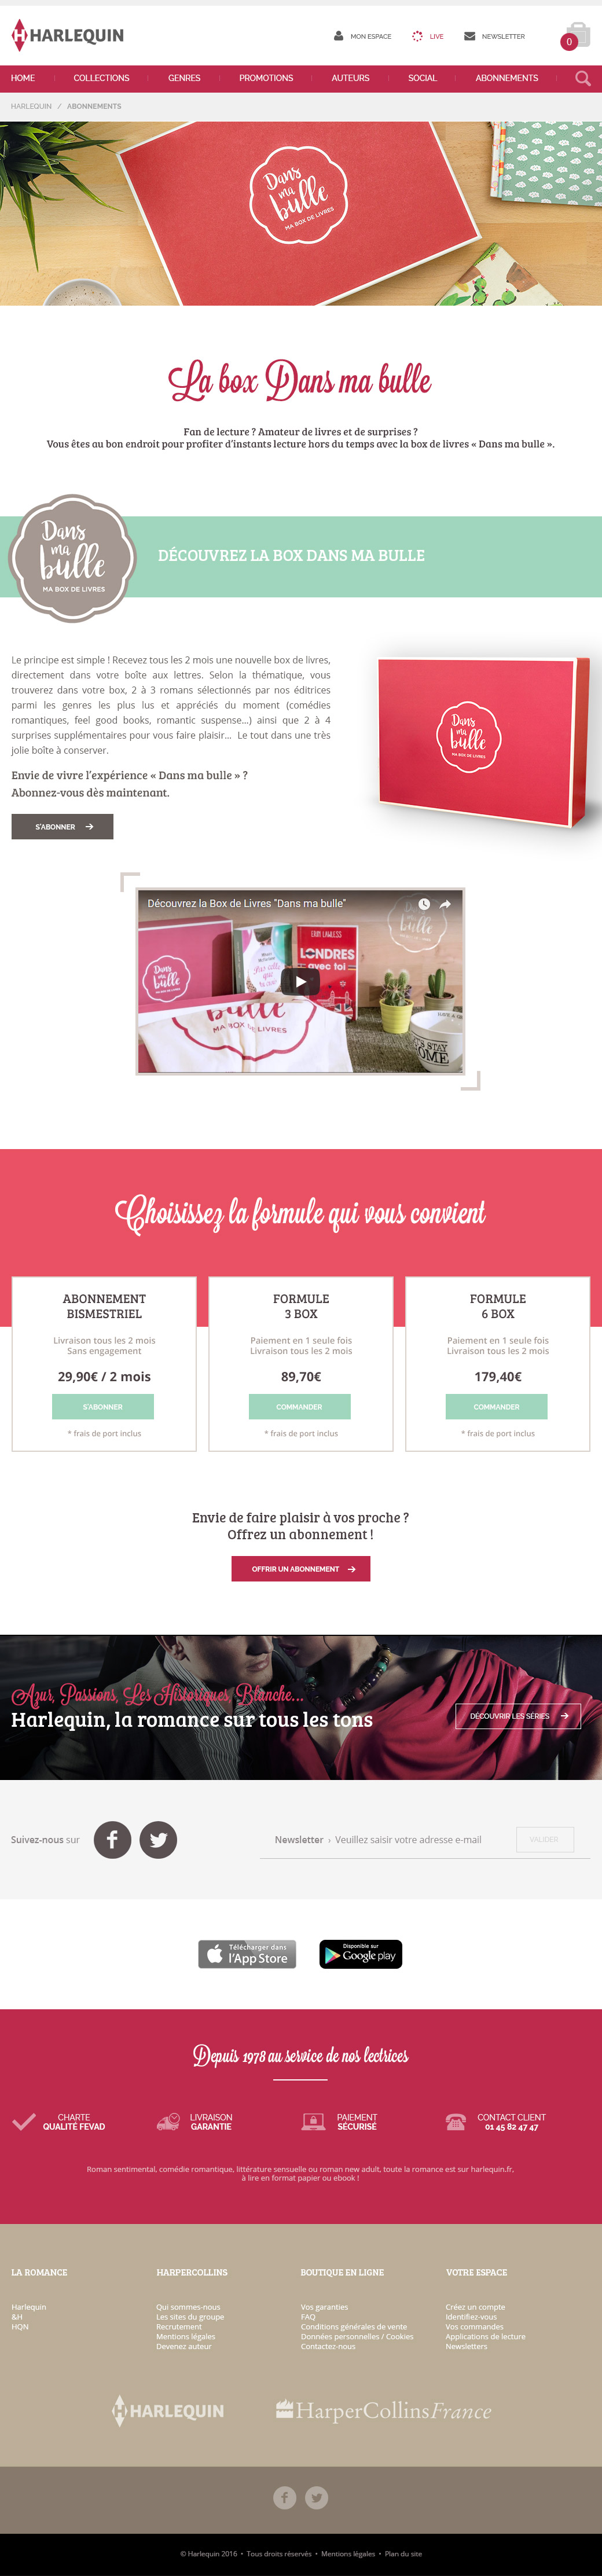 HARLEQUIN
MON ESPACE
LIVE
NEWSLETTER
0
HOME
COLLECTIONS
GENRES
PROMOTIONS
AUTEURS
SOCIAL
ABONNEMENTS
HARLEQUIN / ABONNEMENTS
Dans
ma
bulle
MA BOX DE LIVRES
La box Dans ma bulle
Fan de lecture ? Amateur de livres et de surprises ?
Vous êtes au bon endroit pour profiter d'instants lecture hors du temps avec la box de livres « Dans ma bulle ».
Dans
ma
bulle
MA BOX DE LIVRES
DÉCOUVREZ LA BOX DANS MA BULLE
Le principe est simple ! Recevez tous les 2 mois une nouvelle box de livres,
directement dans votre boîte aux lettres. Selon la thématique, vous
trouverez dans votre box, 2 à 3 romans sélectionnés par nos éditrices
parmi les genres les plus lus et appréciés du moment (comédies
romantiques, feel good books, romantic suspense...) ainsi que 2 à 4
surprises supplémentaires pour vous faire plaisir... Le tout dans une très
jolie boîte à conserver.
Envie de vivre l'expérience « Dans ma bulle » ?
Abonnez-vous dès maintenant.
S'ABONNER
Dans
ma
bulle
MA BOX DE LIVRES
Découvrez la Box de Livres "Dans ma bulle"
Dans
ma
bulle
ERIN LAWLESS
LONDRES
avec toi
bulle
MA BOX DE LIVRES
LET'S STAY
HOME
Choisissez la formule qui vous convient
ABONNEMENT
BISMESTRIEL
Livraison tous les 2 mois
Sans engagement
29,90€ / 2 mois
S'ABONNER
* frais de port inclus
FORMULE
3 BOX
Paiement en 1 seule fois
Livraison tous les 2 mois
89,70€
COMMANDER
* frais de port inclus
FORMULE
6 BOX
Paiement en 1 seule fois
Livraison tous les 2 mois
179,40€
COMMANDER
* frais de port inclus
Envie de faire plaisir à vos proche ?
Offrez un abonnement !
OFFRIR UN ABONNEMENT
Azur, Passions, Les Historiques, Blanche...
Harlequin, la romance sur tous les tons
DÉCOUVRIR LES SÉRIES
Suivez-nous sur
Newsletter › Veuillez saisir votre adresse e-mail
VALIDER
Télécharger dans
l'App Store
Disponible sur
Google play
Depuis 1978 au service de nos lectrices
CHARTE
QUALITÉ FEVAD
LIVRAISON
GARANTIE
PAIEMENT
SÉCURISÉ
CONTACT CLIENT
01 45 82 47 47
Roman sentimental, comédie romantique, littérature sensuelle ou roman new adult, toute la romance est sur harlequin.fr,
à lire en format papier ou ebook !
LA ROMANCE
Harlequin
&H
HQN
HARPERCOLLINS
Qui sommes-nous
Les sites du groupe
Recrutement
Mentions légales
Devenez auteur
BOUTIQUE EN LIGNE
Vos garanties
FAQ
Conditions générales de vente
Données personnelles / Cookies
Contactez-nous
VOTRE ESPACE
Créez un compte
Identifiez-vous
Vos commandes
Applications de lecture
Newsletters
HARLEQUIN
HarperCollins France
© Harlequin 2016 • Tous droits réservés • Mentions légales • Plan du site